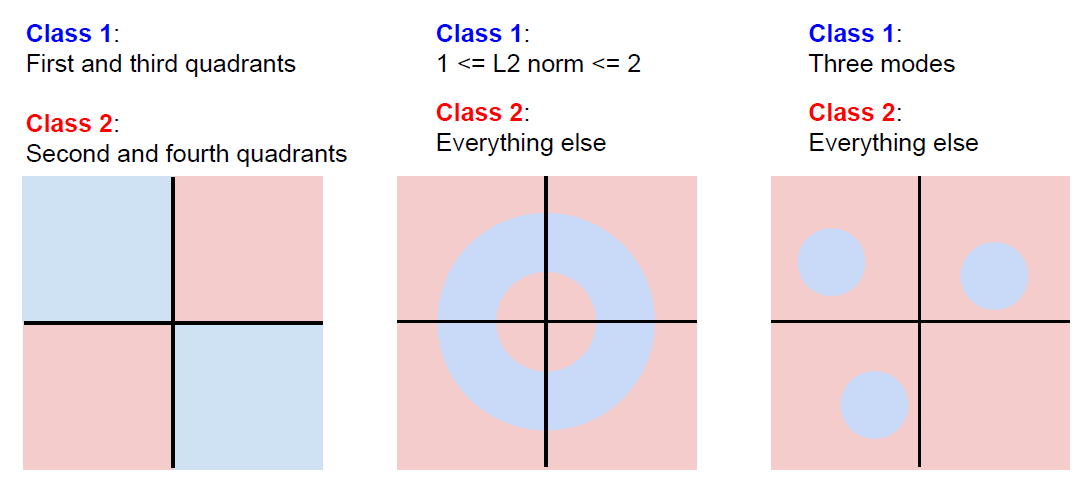 Class 1:
First and third quadrants
Class 2:
Second and fourth quadrants
Class 1:
1 <= L2 norm <= 2
Class 2:
Everything else
Class 1:
Three modes
Class 2:
Everything else